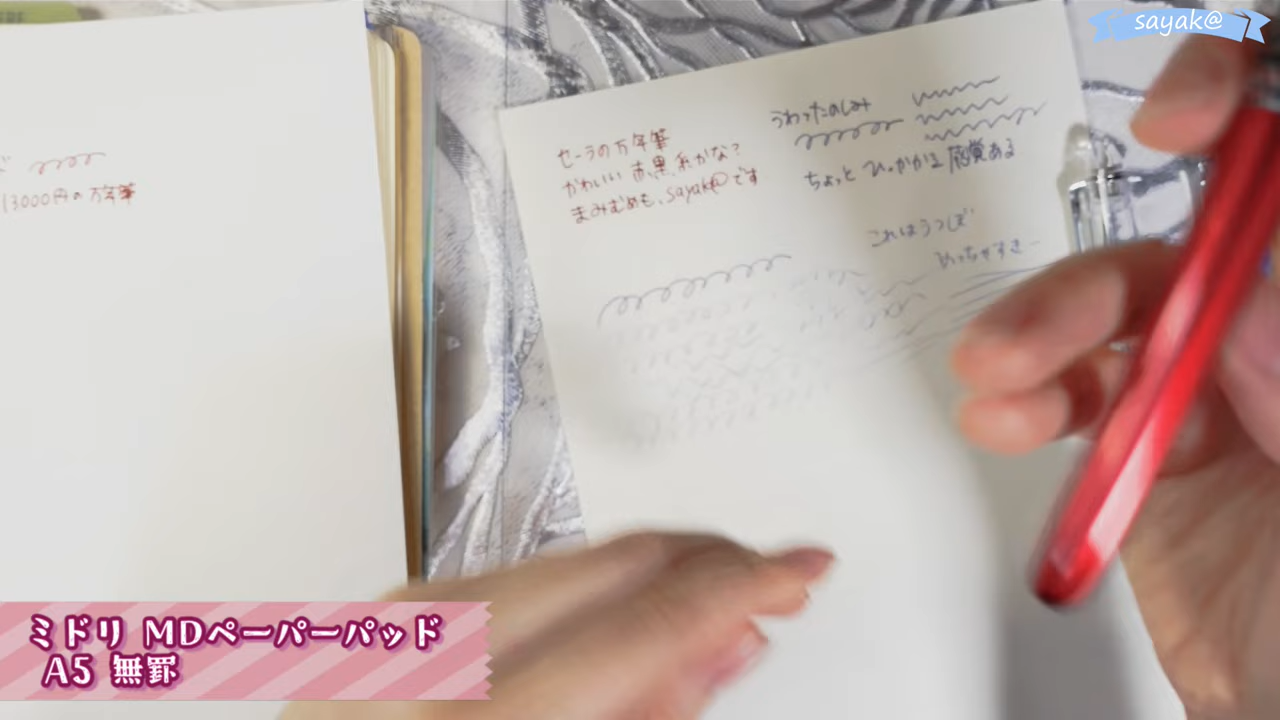 sayak@
13000円の万年筆
セーラの万年筆
かわいい 赤,黒,系かな?
まみむめも、sayak@です
うわったのしみ
ちょっと ひっかかる 感覚ある
これはうつぼ
めっちゃすきー
ミドリ MDペーパーパッド
A5 無罫